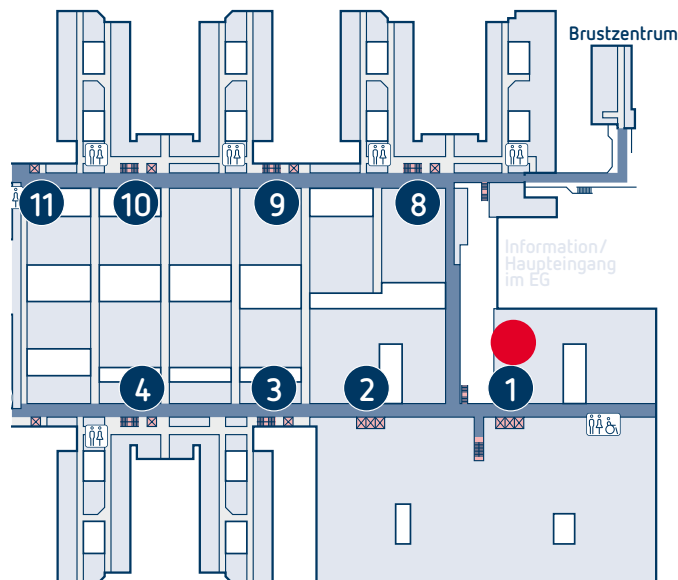 Brustzentrum
11
10
9
8
Information/
Haupteingang
im EG
4
3
2
1